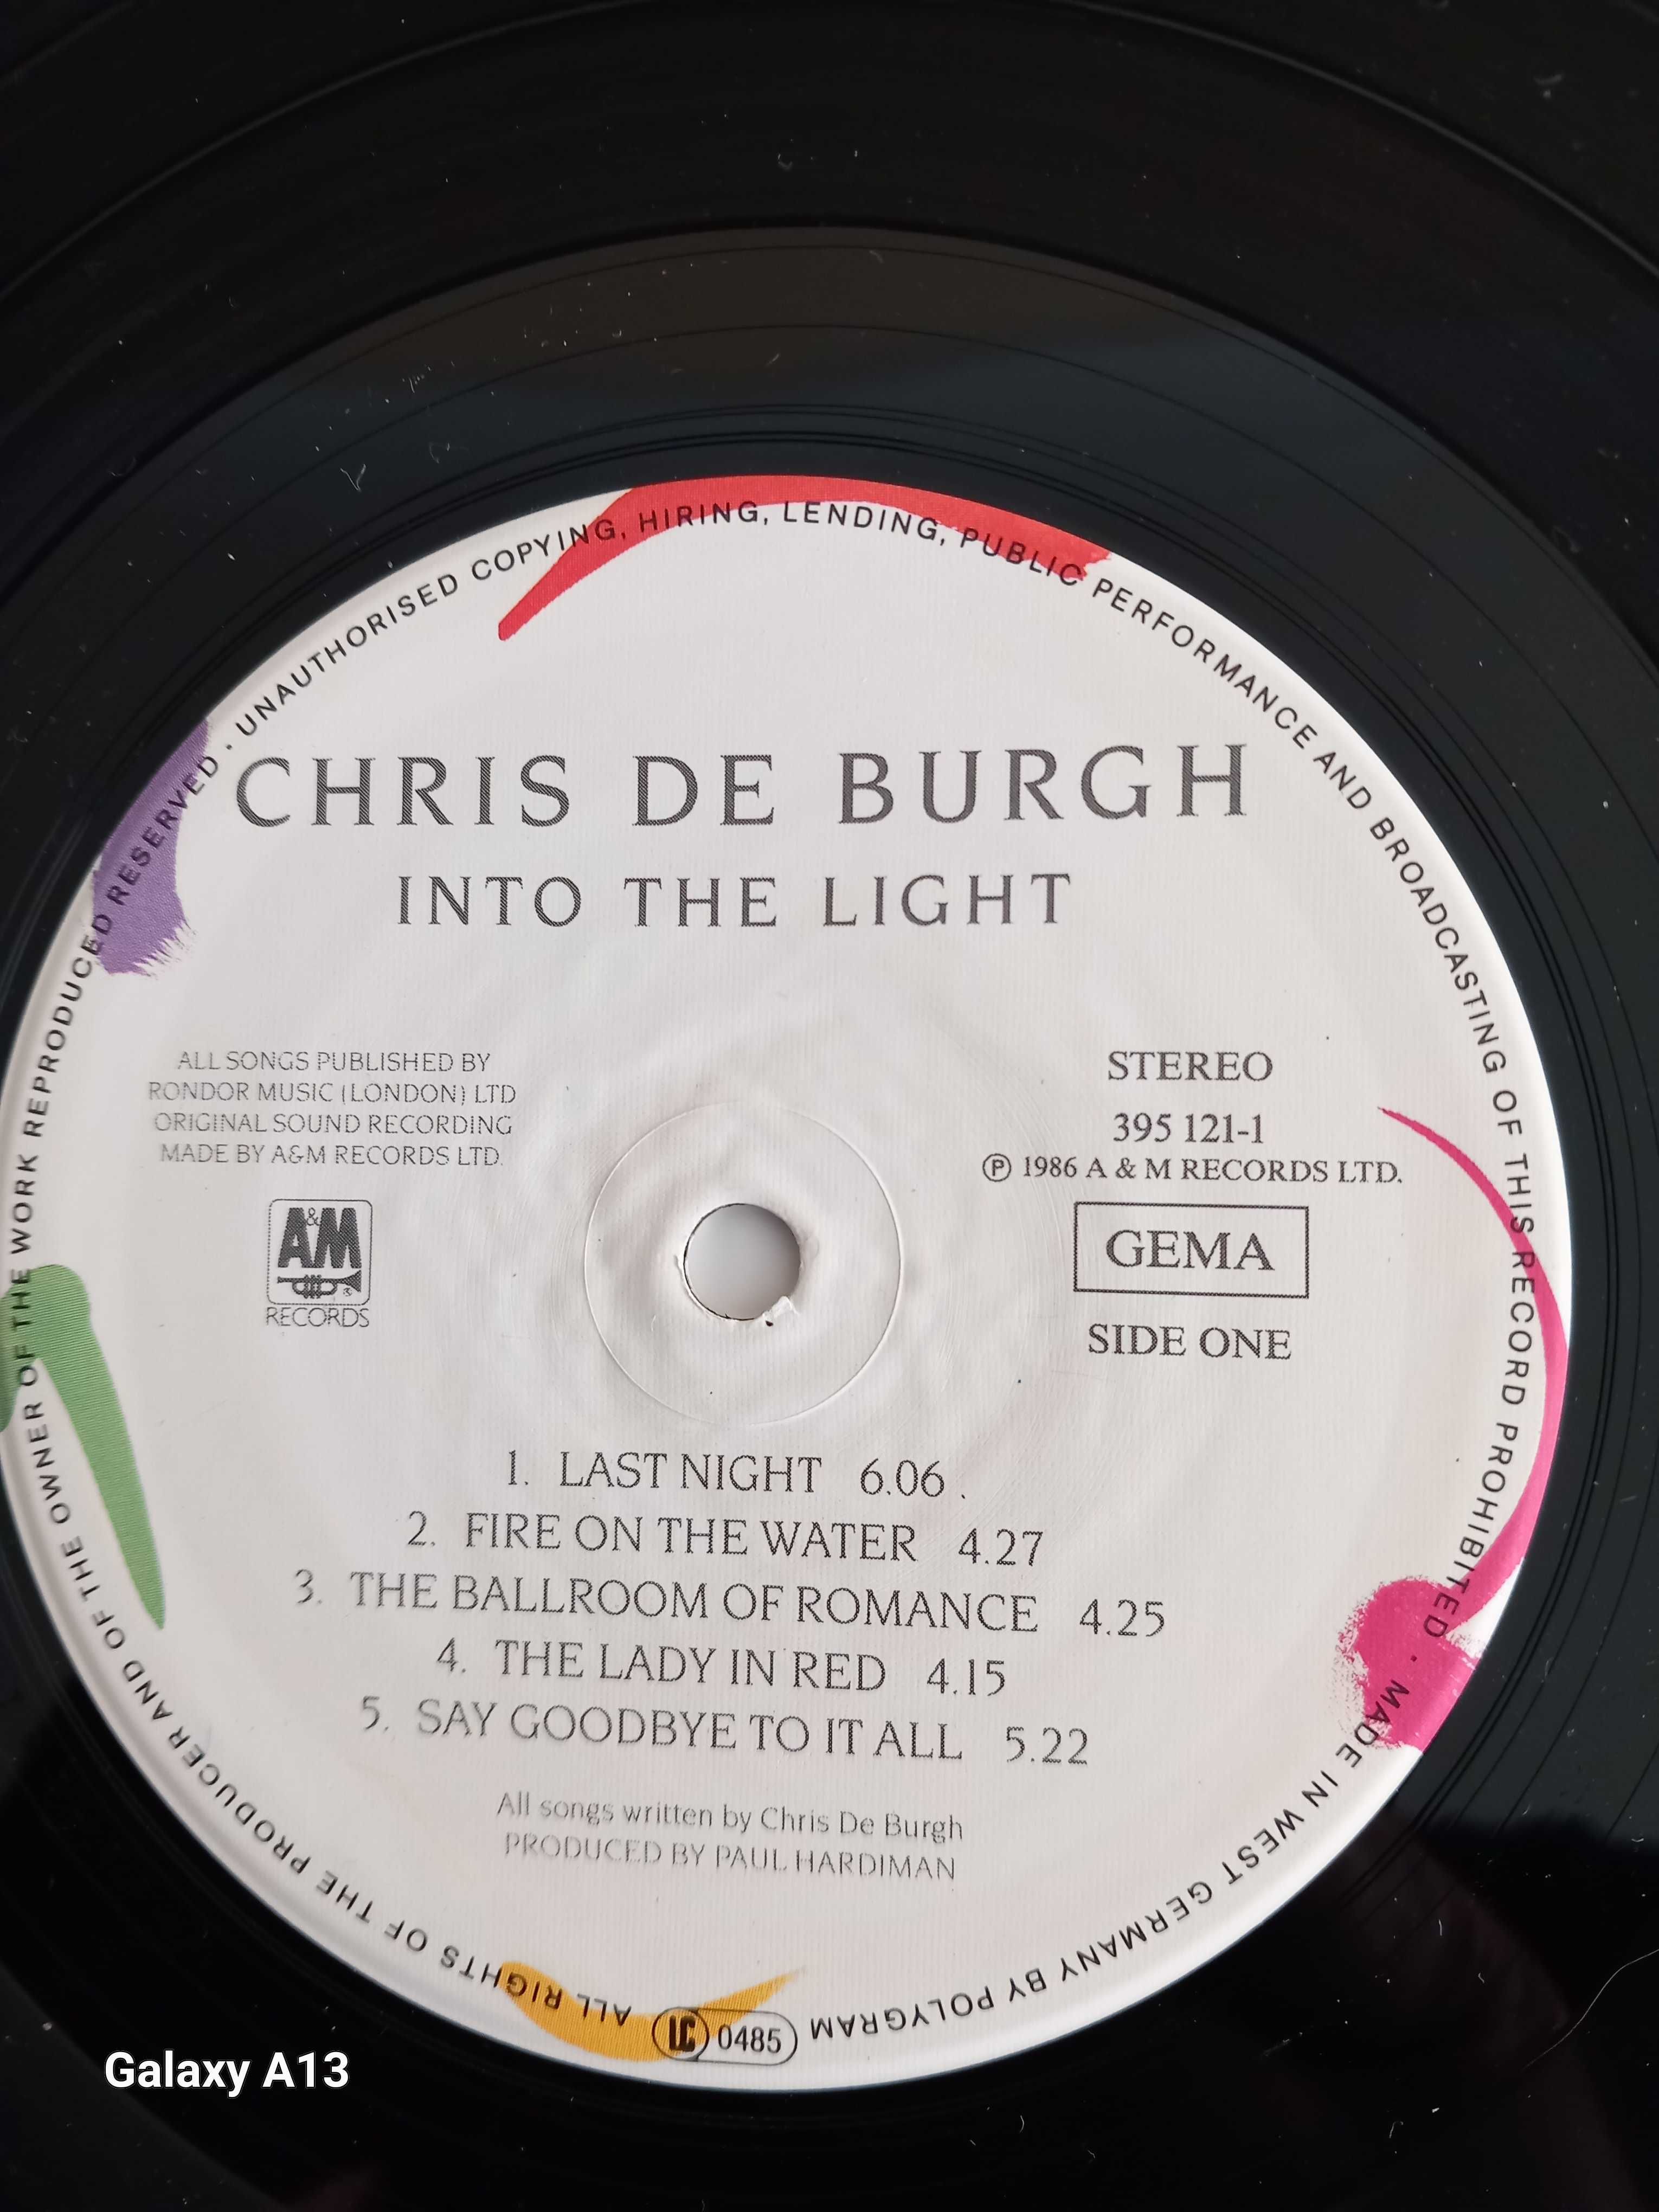 UNAUTHORISED COPYING, HIRING, LENDING, PUBLIC PERFORMANCE AND BROADCASTING OF THIS RECORD PROHIBITED · MADE IN WEST GERMANY BY POLYGRAM
LC 0485
ALL RIGHTS OF THE PRODUCER AND OF THE OWNER OF THE WORK REPRODUCED RESERVED ·
CHRIS DE BURGH
INTO THE LIGHT
ALL SONGS PUBLISHED BY
RONDOR MUSIC (LONDON) LTD
ORIGINAL SOUND RECORDING
MADE BY A&M RECORDS LTD.
A&M
®
RECORDS
STEREO
395 121-1
℗ 1986 A & M RECORDS LTD.
GEMA
SIDE ONE
1. LAST NIGHT 6.06 .
2. FIRE ON THE WATER 4.27
3. THE BALLROOM OF ROMANCE 4.25
4. THE LADY IN RED 4.15
5. SAY GOODBYE TO IT ALL 5.22
All songs written by Chris De Burgh
PRODUCED BY PAUL HARDIMAN
Galaxy A13